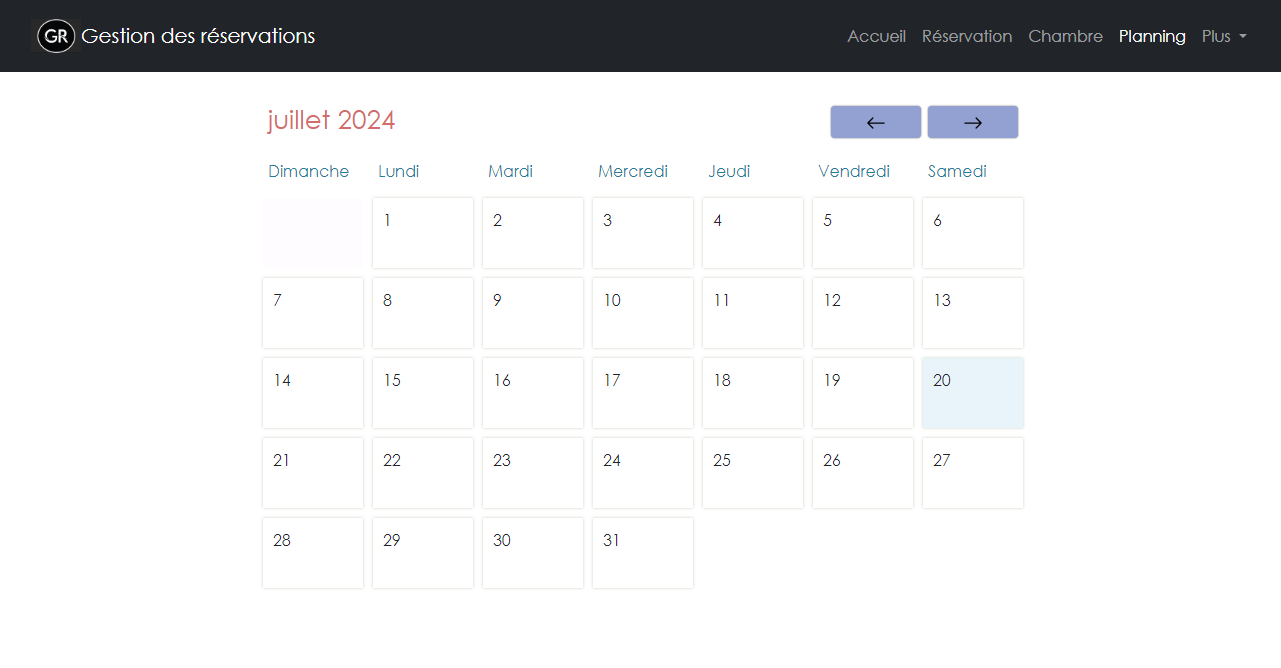 GR Gestion des réservations Accueil Réservation Chambre Planning Plus
juillet 2024 ← →
Dimanche Lundi Mardi Mercredi Jeudi Vendredi Samedi
1 2 3 4 5 6
7 8 9 10 11 12 13
14 15 16 17 18 19 20
21 22 23 24 25 26 27
28 29 30 31